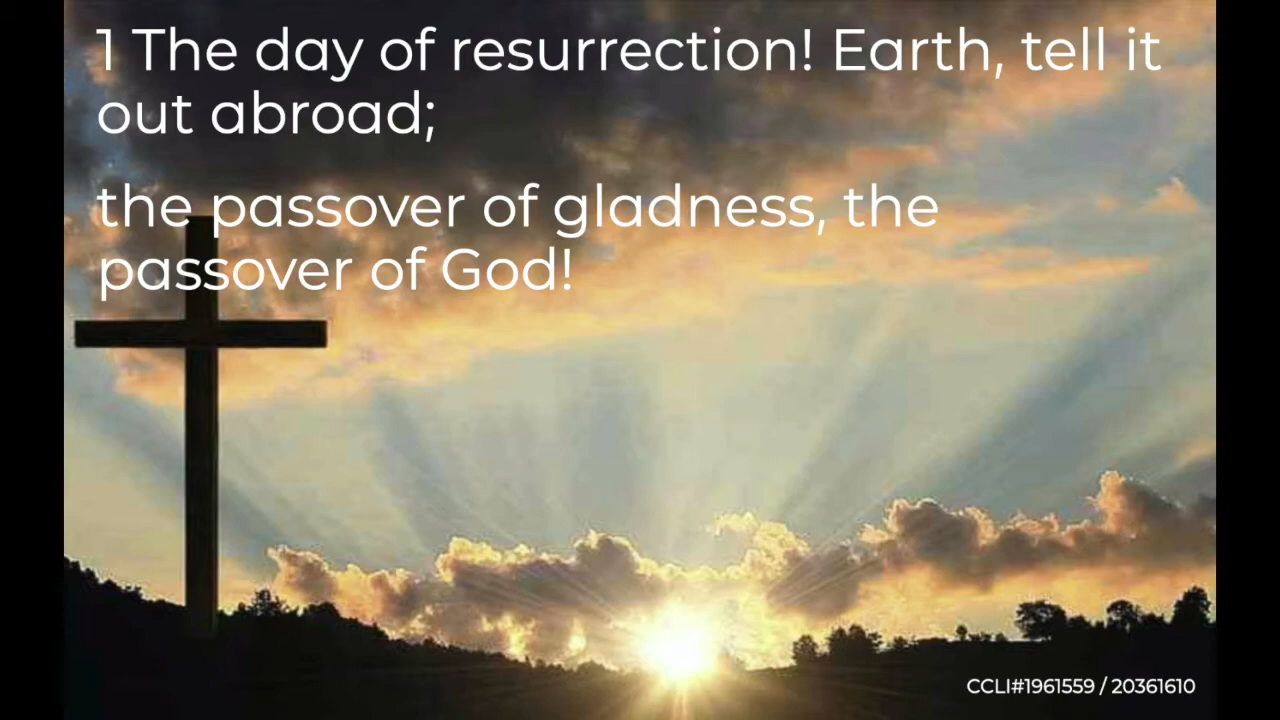 1 The day of resurrection! Earth, tell it
out abroad;
the passover of gladness, the
passover of God!
CCLI#1961559 / 20361610